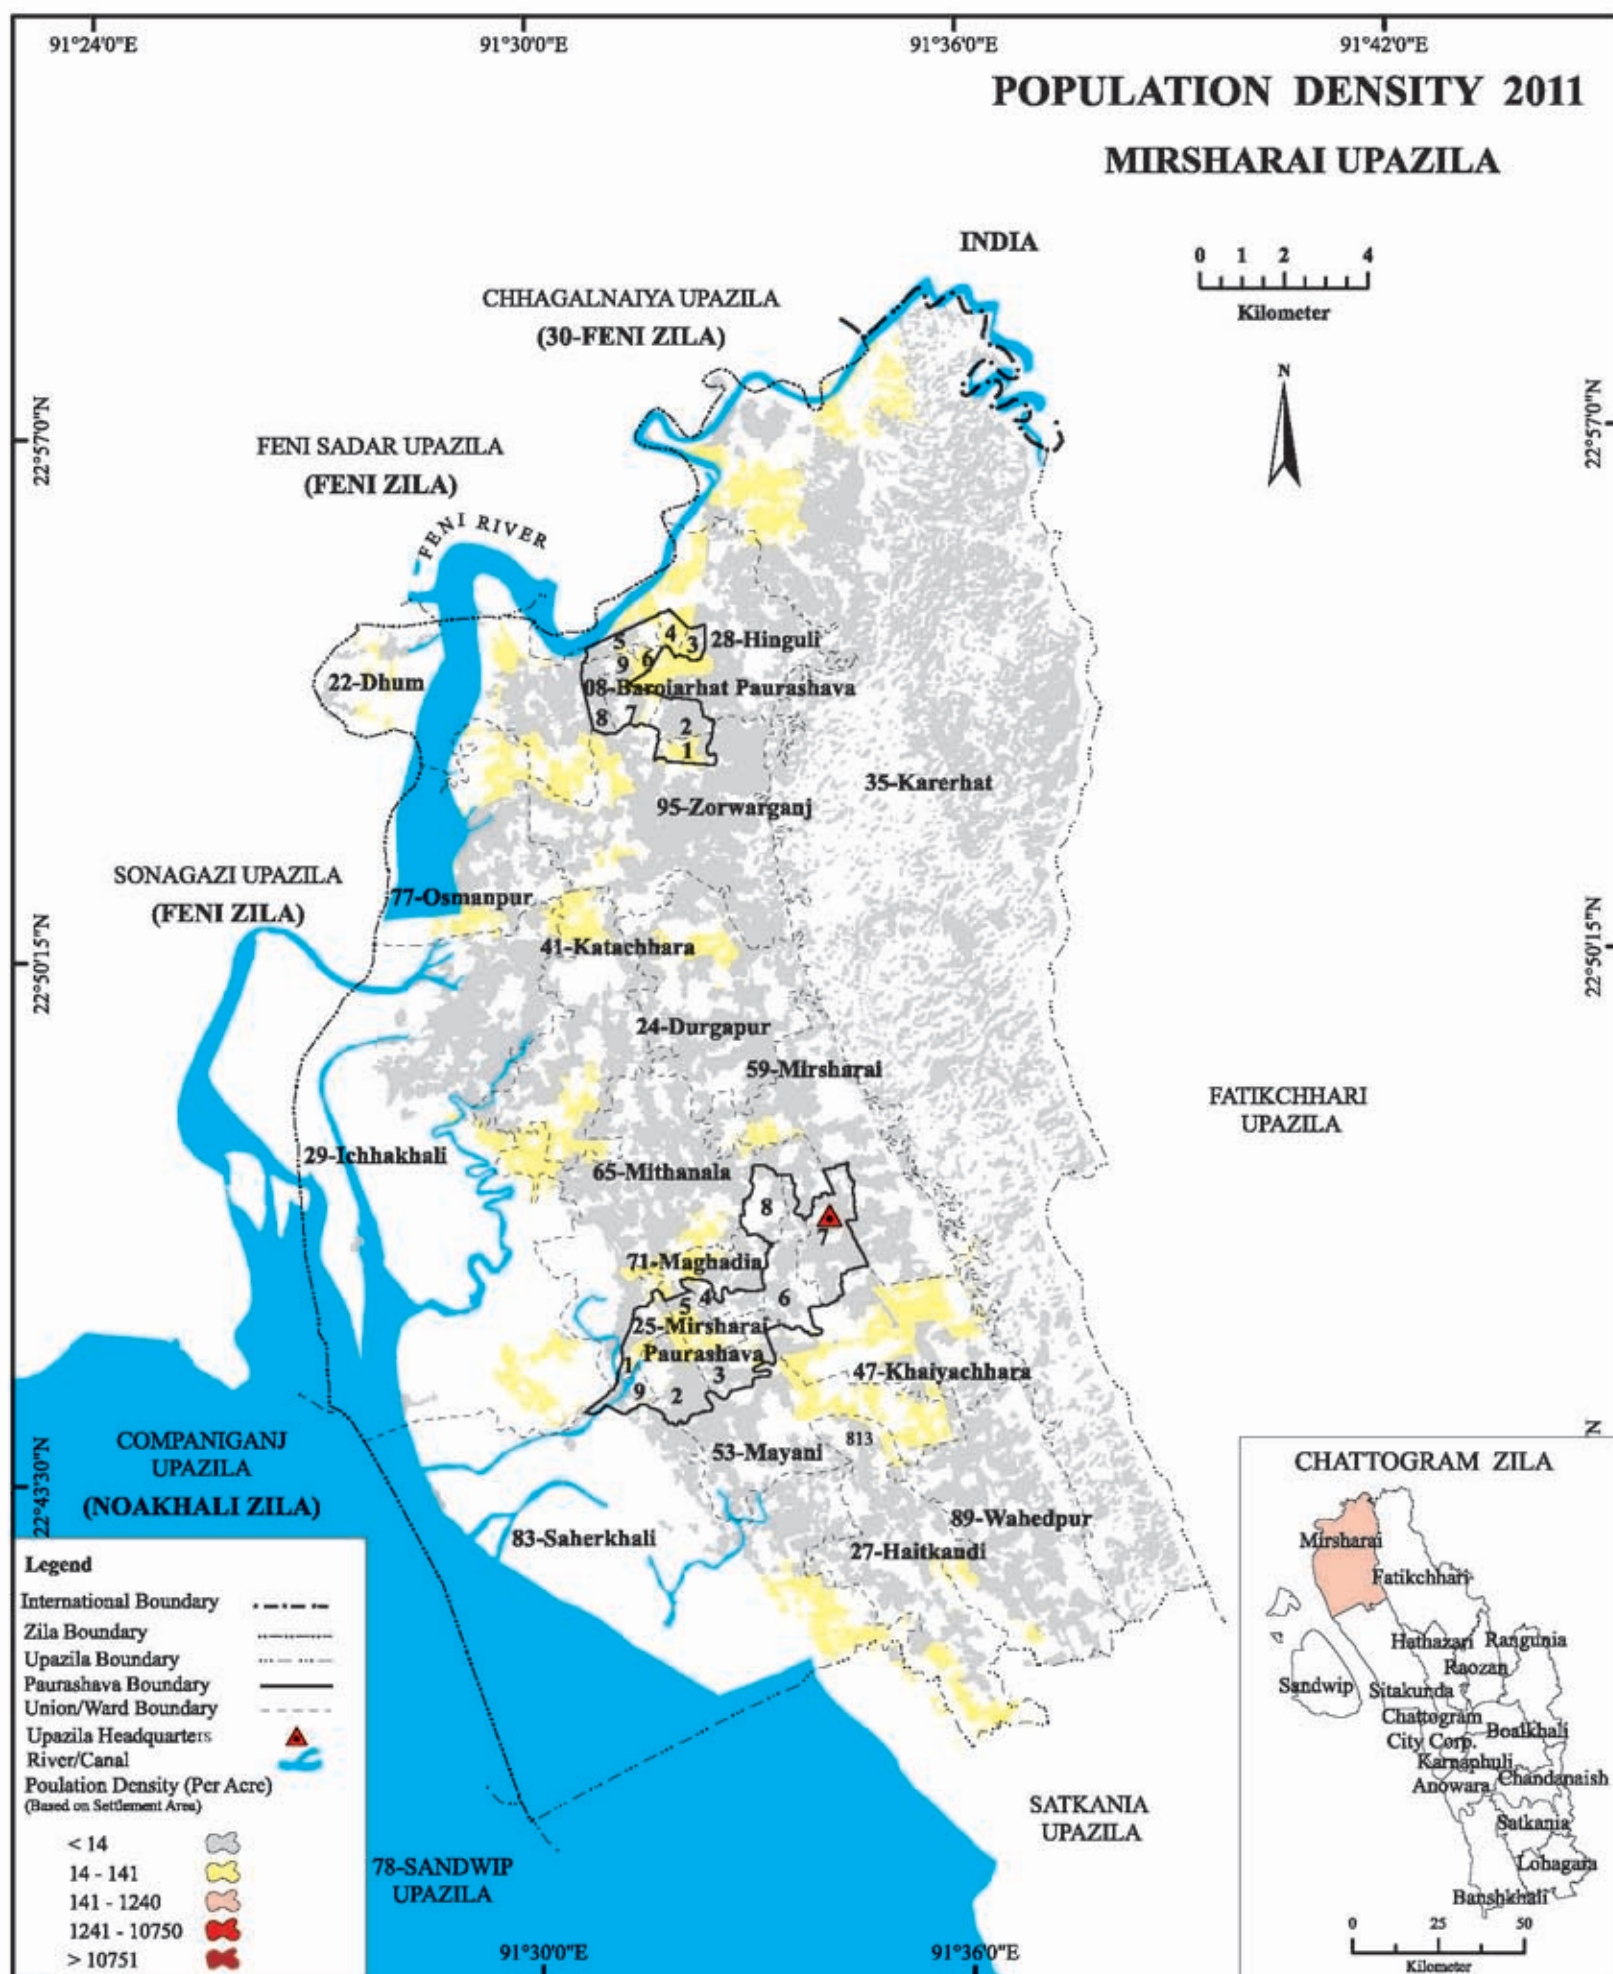 91°24'0"E
91°30'0"E
91°36'0"E
91°42'0"E
POPULATION DENSITY 2011
MIRSHARAI UPAZILA
INDIA
0 1 2 4
Kilometer
CHHAGALNAIYA UPAZILA
(30-FENI ZILA)
N
22°57'0"N
22°57'0"N
FENI SADAR UPAZILA
(FENI ZILA)
FENI RIVER
5
4
3
28-Hinguli
9
6
22-Dhum
08-Baroiarhat Paurashava
8
7
2
1
35-Karerhat
95-Zorwarganj
SONAGAZI UPAZILA
(FENI ZILA)
77-Osmanpur
22°50'15"N
22°50'15"N
41-Katachhara
24-Durgapur
59-Mirsharai
FATIKCHHARI
UPAZILA
29-Ichhakhali
65-Mithanala
8
7
71-Maghadia
5
4
6
25-Mirsharai
Paurashava
1
3
47-Khaiyachhara
9
2
813
53-Mayani
22°43'30"N
N
COMPANIGANJ
UPAZILA
(NOAKHALI ZILA)
83-Saherkhali
89-Wahedpur
27-Haitkandi
Legend
International Boundary
Zila Boundary
Upazila Boundary
Paurashava Boundary
Union/Ward Boundary
Upazila Headquarters
River/Canal
Poulation Density (Per Acre)
(Based on Settlement Area)
< 14
14 - 141
141 - 1240
1241 - 10750
> 10751
78-SANDWIP
UPAZILA
SATKANIA
UPAZILA
91°30'0"E
91°36'0"E
CHATTOGRAM ZILA
Mirsharai
Fatikchhari
Hathazari
Rangunia
Raozan
Sandwip
Sitakunda
Chattogram
City Corp.
Boalkhali
Karnaphuli
Anowara
Chandanaish
Satkania
Lohagara
Banshkhali
0 25 50
Kilometer